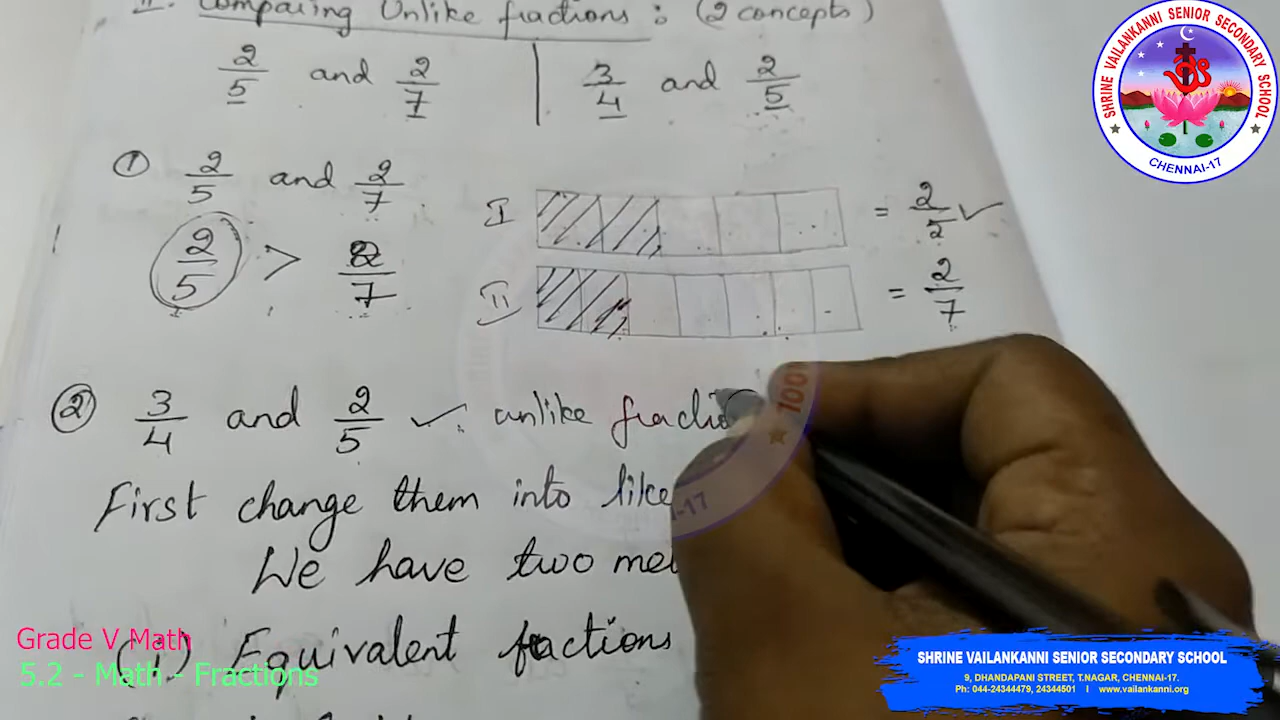 II. Comparing Unlike fractions : (2 concepts)
2/5 and 2/7 | 3/4 and 2/5
① 2/5 and 2/7
I = 2/5 ✓
2/5 > 2/7
II = 2/7
② 3/4 and 2/5 ✓ : unlike fractio
First change them into like
We have two met
(i) Equivalent fractions
Grade V Math
5.2 - Math - Fractions
SHRINE VAILANKANNI SENIOR SECONDARY SCHOOL
CHENNAI-17
1001
I-17
SHRINE VAILANKANNI SENIOR SECONDARY SCHOOL
9, DHANDAPANI STREET, T.NAGAR, CHENNAI-17.
Ph: 044-24344479, 24344501 I www.vailankanni.org